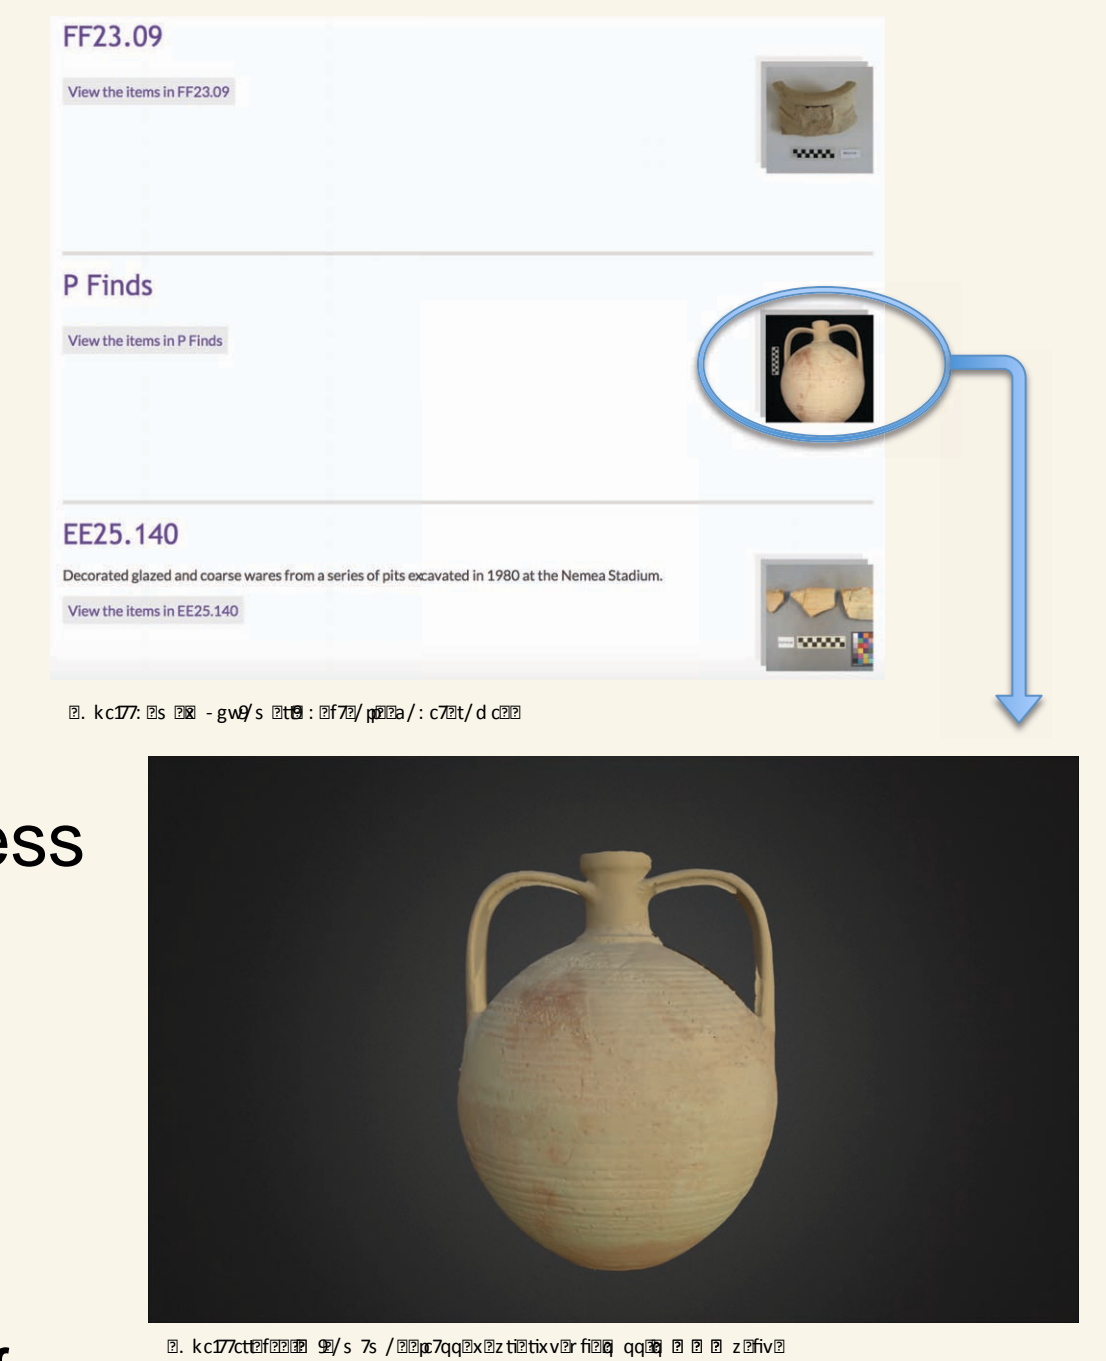 FF23.09
View the items in FF23.09
P Finds
View the items in P Finds
EE25.140
Decorated glazed and coarse wares from a series of pits excavated in 1980 at the Nemea Stadium.
View the items in EE25.140
ess